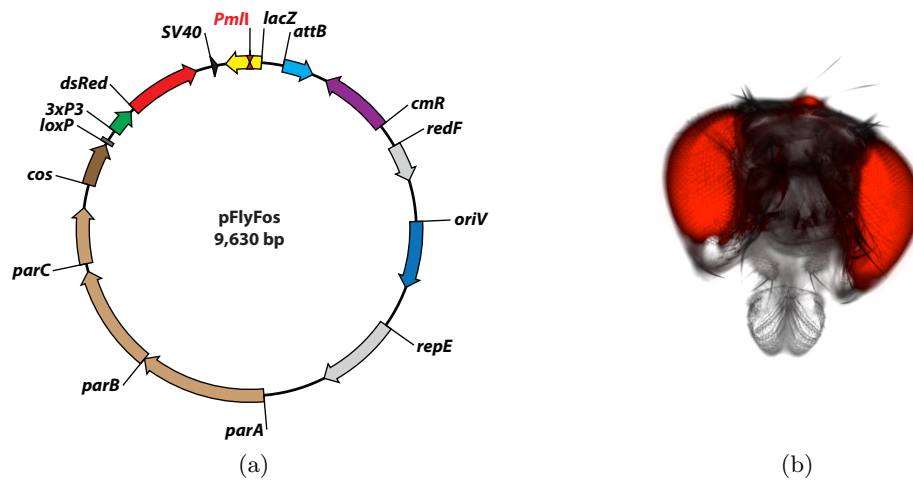 PmlI
lacZ
SV40
attB
dsRed
3xP3
loxP
cmR
redF
cos
pFlyFos
9,630 bp
oriV
parC
repE
parB
parA
(a)
(b)